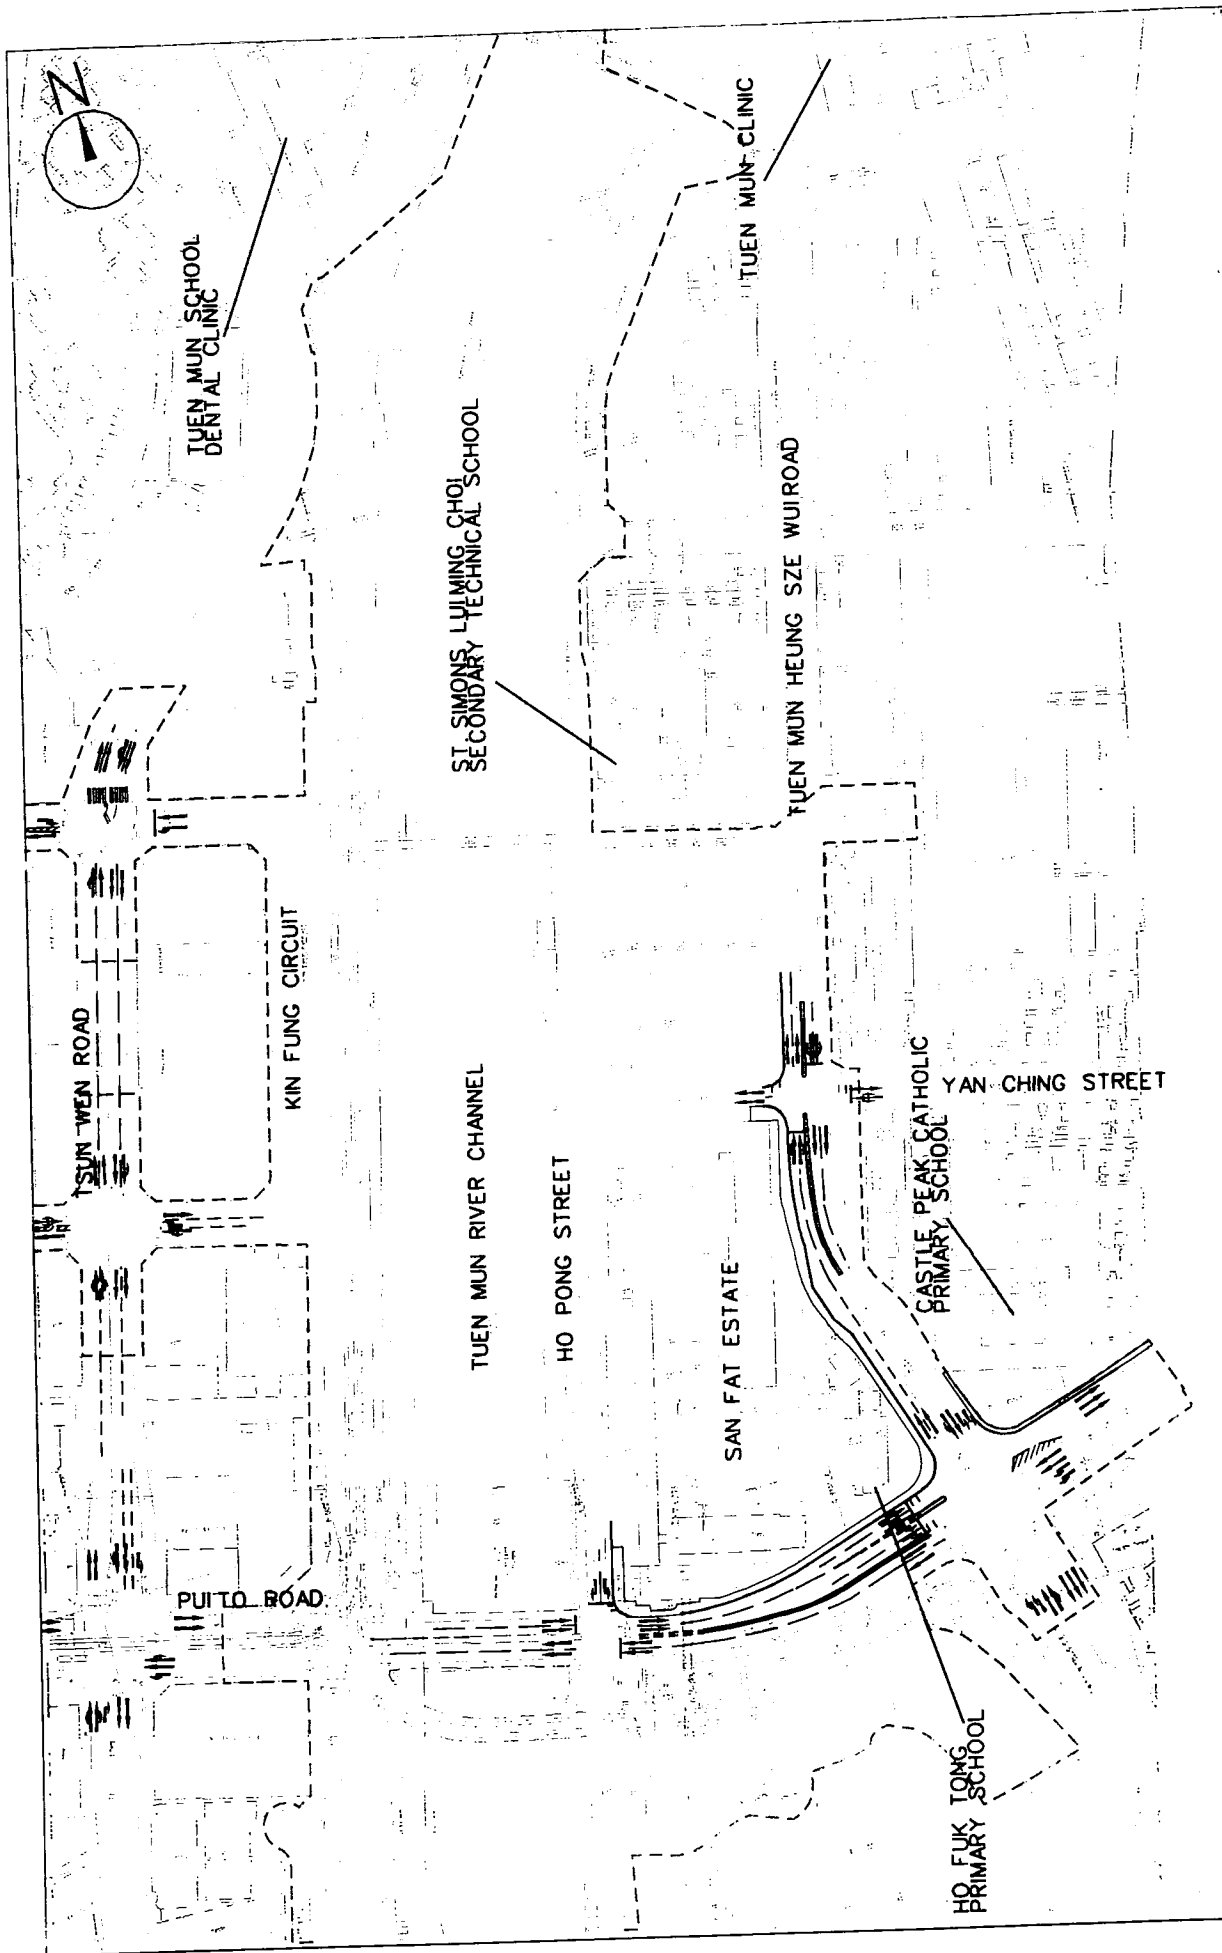 N
TUEN MUN SCHOOL
DENTAL CLINIC
TUEN MUN CLINIC
ST. SIMONS LUIMING CHOI
SECONDARY TECHNICAL SCHOOL
TUEN MUN HEUNG SZE WUIROAD
TSUN WEN ROAD
KIN FUNG CIRCUIT
TUEN MUN RIVER CHANNEL
HO PONG STREET
SAN FAT ESTATE
CASTLE PEAK CATHOLIC
PRIMARY SCHOOL
YAN CHING STREET
PUITO ROAD
HO FUK TONG
PRIMARY SCHOOL